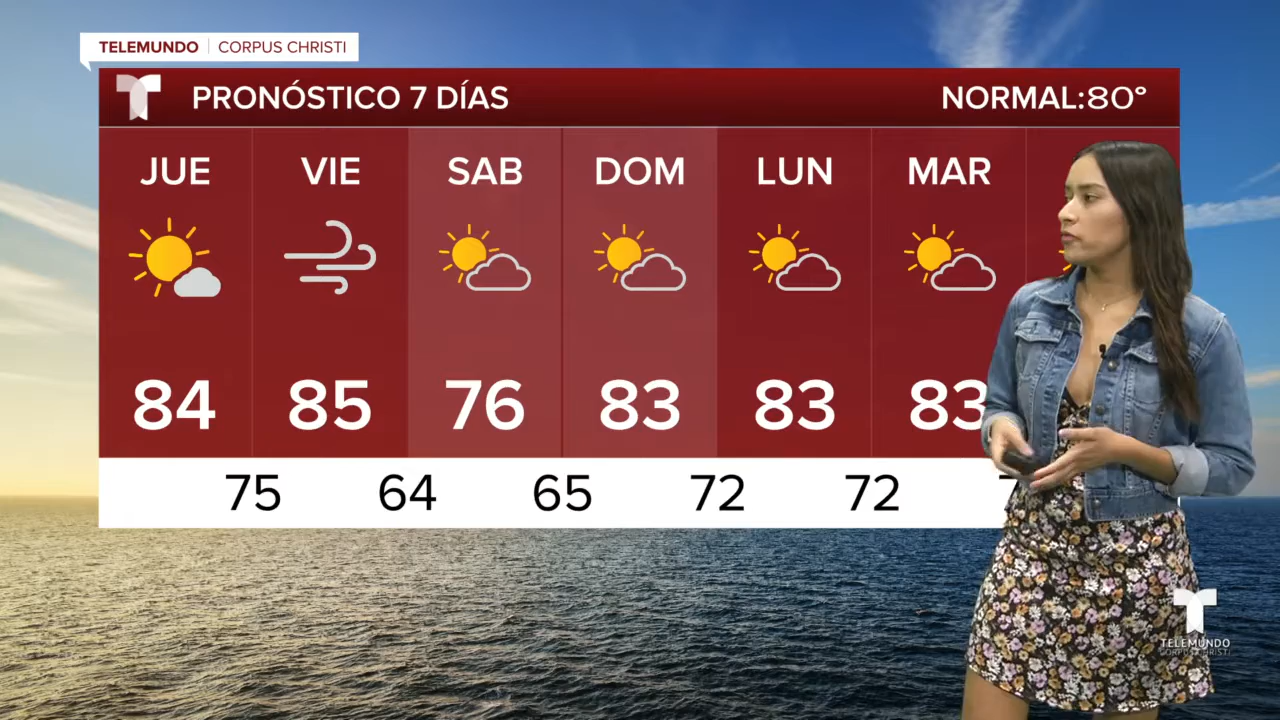 TELEMUNDO | CORPUS CHRISTI
PRONÓSTICO 7 DÍAS
NORMAL:80°
JUE VIE SAB DOM LUN MAR
84 85 76 83 83 83
75 64 65 72 72
TELEMUNDO
CORPUS CHRISTI